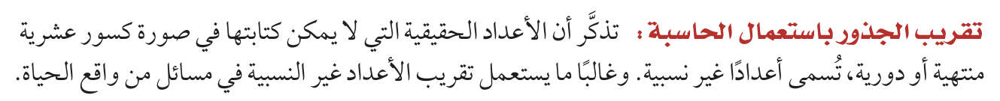 تقريب الجذور باستعمال الحاسبة : تذكَّر أن الأعداد الحقيقية التي لا يمكن كتابتها في صورة كسور عشرية
منتهية أو دورية، تُسمى أعدادًا غير نسبية. وغالبًا ما يستعمل تقريب الأعداد غير النسبية في مسائل من واقع الحياة.